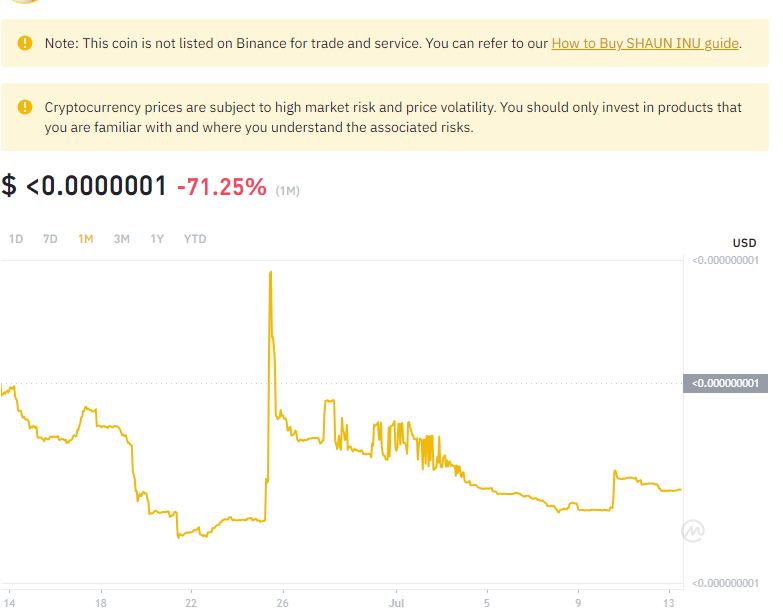 Note: This coin is not listed on Binance for trade and service. You can refer to our How to Buy SHAUN INU guide.
Cryptocurrency prices are subject to high market risk and price volatility. You should only invest in products that
you are familiar with and where you understand the associated risks.
$ <0.0000001 -71.25% (1M)
1D 7D 1M 3M 1Y YTD
USD
<0.000000001
<0.000000001
<0.000000001
14 18 22 26 Jul 5 9 13